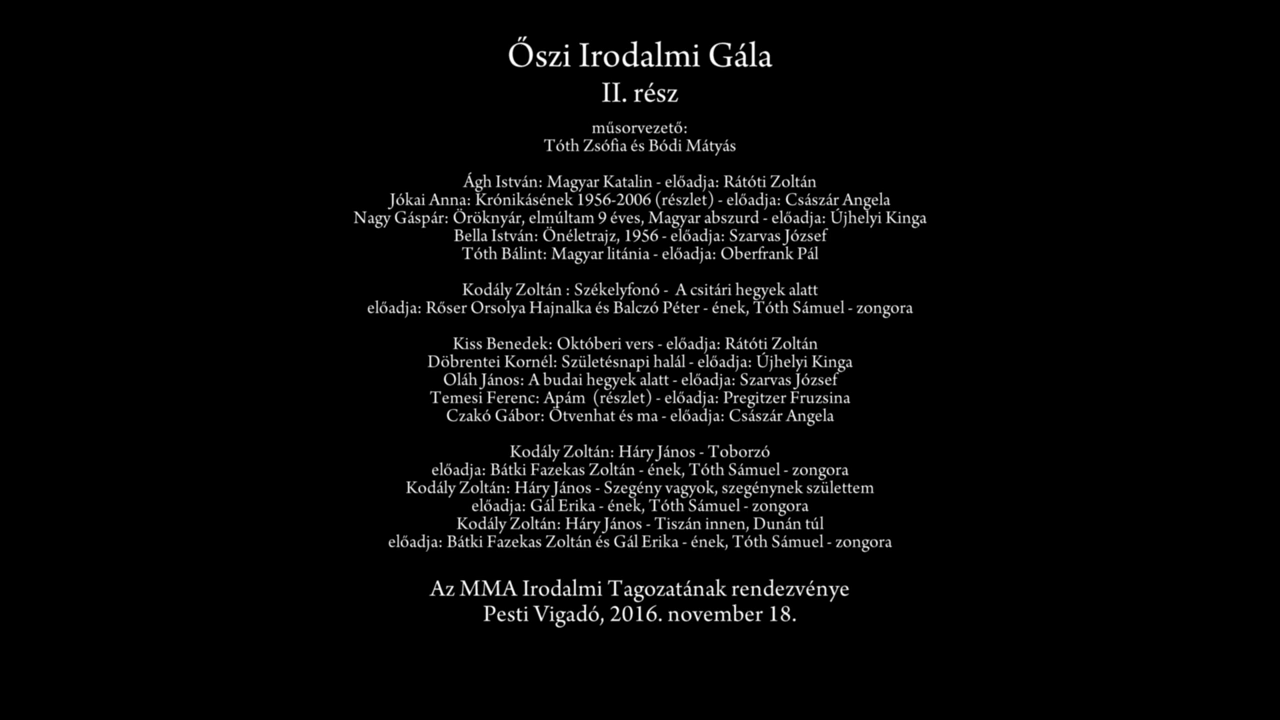 Őszi Irodalmi Gála
II. rész
műsorvezető:
Tóth Zsófia és Bódi Mátyás
Ágh István: Magyar Katalin - előadja: Rátóti Zoltán
Jókai Anna: Krónikásének 1956-2006 (részlet) - előadja: Császár Angela
Nagy Gáspár: Öröknyár, elmúltam 9 éves, Magyar abszurd - előadja: Újhelyi Kinga
Bella István: Önéletrajz, 1956 - előadja: Szarvas József
Tóth Bálint: Magyar litánia - előadja: Oberfrank Pál
Kodály Zoltán : Székelyfonó - A csitári hegyek alatt
előadja: Rőser Orsolya Hajnalka és Balczó Péter - ének, Tóth Sámuel - zongora
Kiss Benedek: Októberi vers - előadja: Rátóti Zoltán
Döbrentei Kornél: Születésnapi halál - előadja: Újhelyi Kinga
Oláh János: A budai hegyek alatt - előadja: Szarvas József
Temesi Ferenc: Apám (részlet) - előadja: Pregitzer Fruzsina
Czakó Gábor: Ötvenhat és ma - előadja: Császár Angela
Kodály Zoltán: Háry János - Toborzó
előadja: Bátki Fazekas Zoltán - ének, Tóth Sámuel - zongora
Kodály Zoltán: Háry János - Szegény vagyok, szegénynek születtem
előadja: Gál Erika - ének, Tóth Sámuel - zongora
Kodály Zoltán: Háry János - Tiszán innen, Dunán túl
előadja: Bátki Fazekas Zoltán és Gál Erika - ének, Tóth Sámuel - zongora
Az MMA Irodalmi Tagozatának rendezvénye
Pesti Vigadó, 2016. november 18.